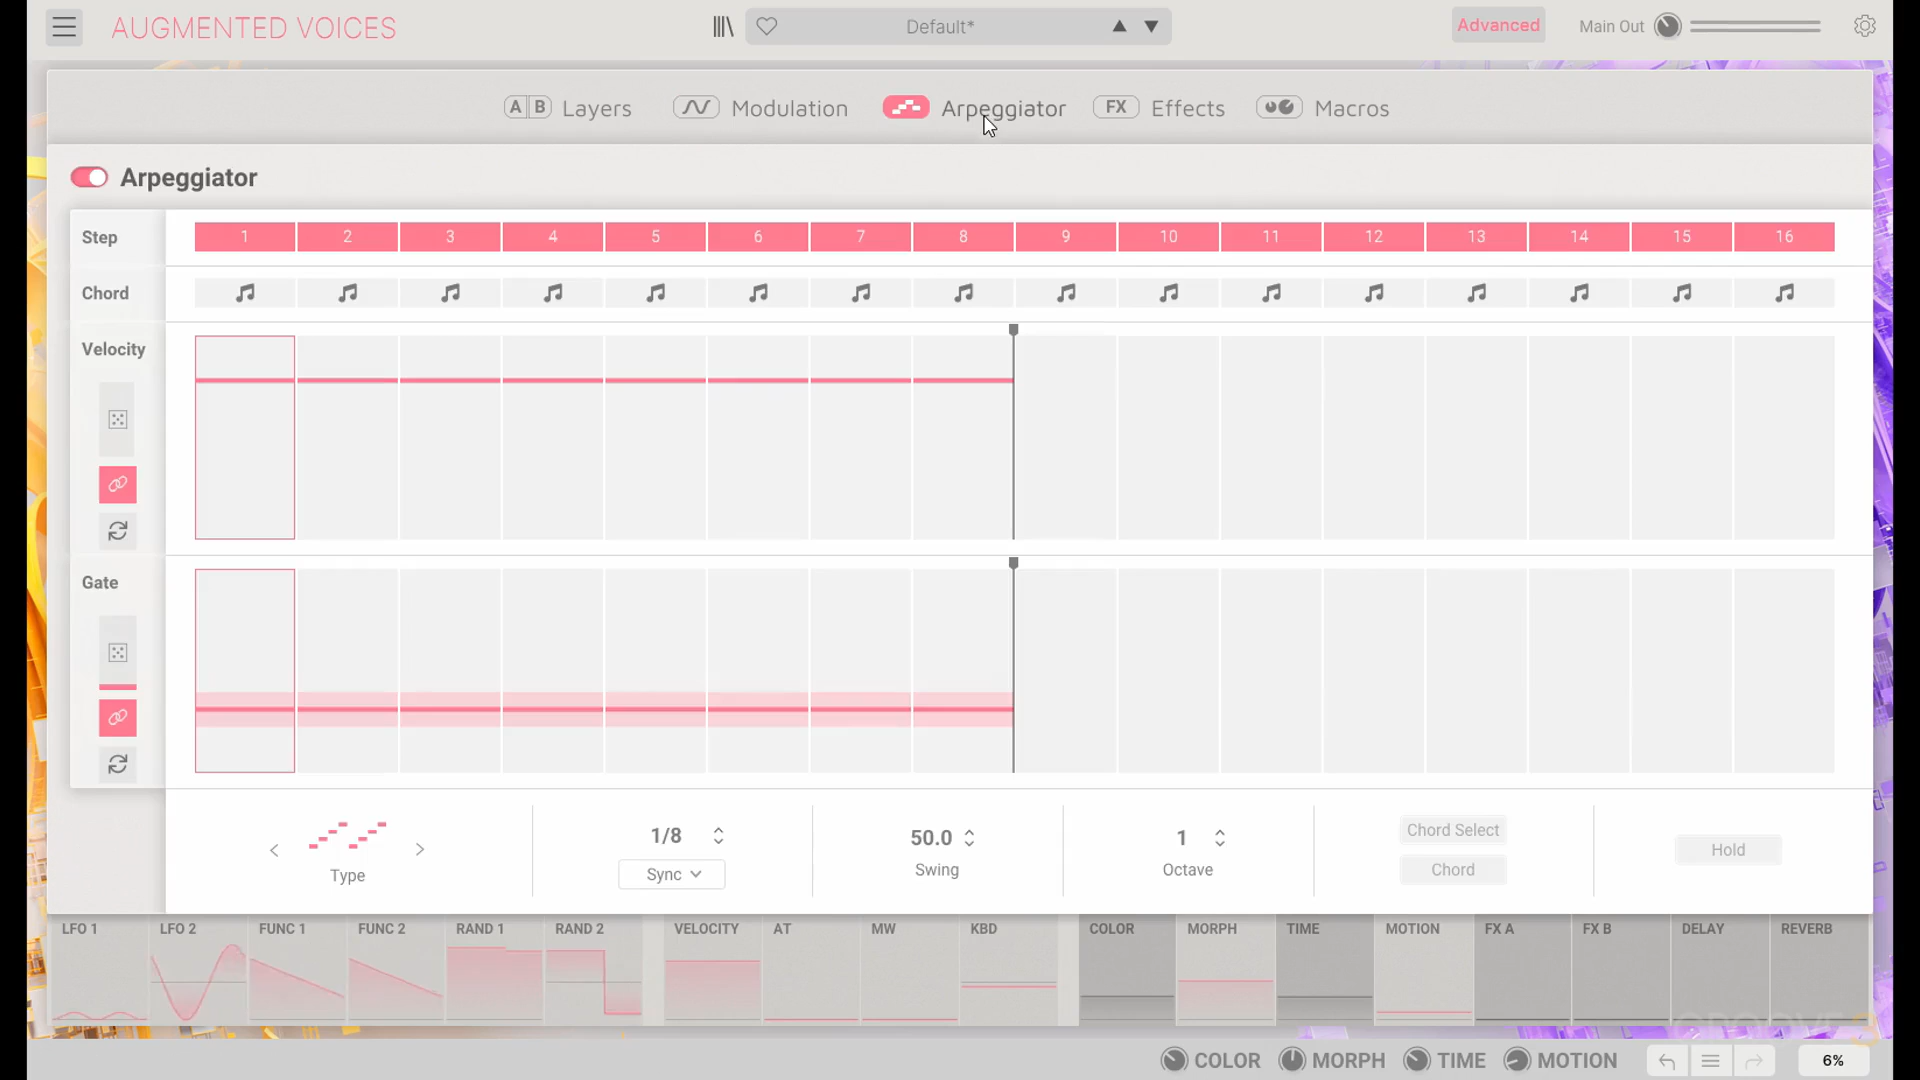 AUGMENTED VOICES
Default*
Advanced
Main Out
A B Layers
Modulation
Arpeggiator
FX Effects
Macros
Arpeggiator
Step 1 2 3 4 5 6 7 8 9 10 11 12 13 14 15 16
Chord
Velocity
Gate
Type
1/8
Sync
50.0
Swing
1
Octave
Chord Select
Chord
Hold
LFO 1 LFO 2 FUNC 1 FUNC 2 RAND 1 RAND 2 VELOCITY AT MW KBD COLOR MORPH TIME MOTION FX A FX B DELAY REVERB
COLOR MORPH TIME MOTION 6%